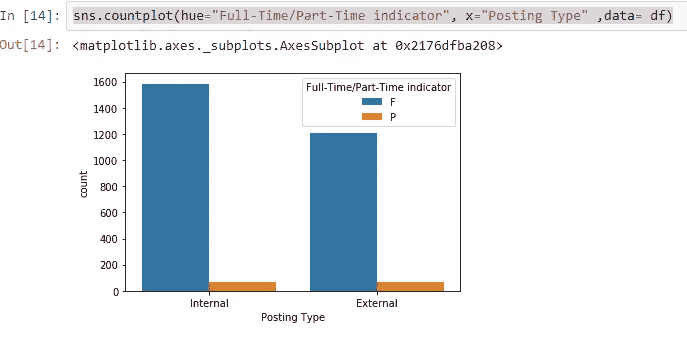 In [14]: sns.countplot(hue="Full-Time/Part-Time indicator", x="Posting Type" ,data= df)
Out[14]: <matplotlib.axes._subplots.AxesSubplot at 0x2176dfba208>
Full-Time/Part-Time indicator
F
P
1600
1400
1200
1000
800
600
400
200
0
count
Internal External
Posting Type